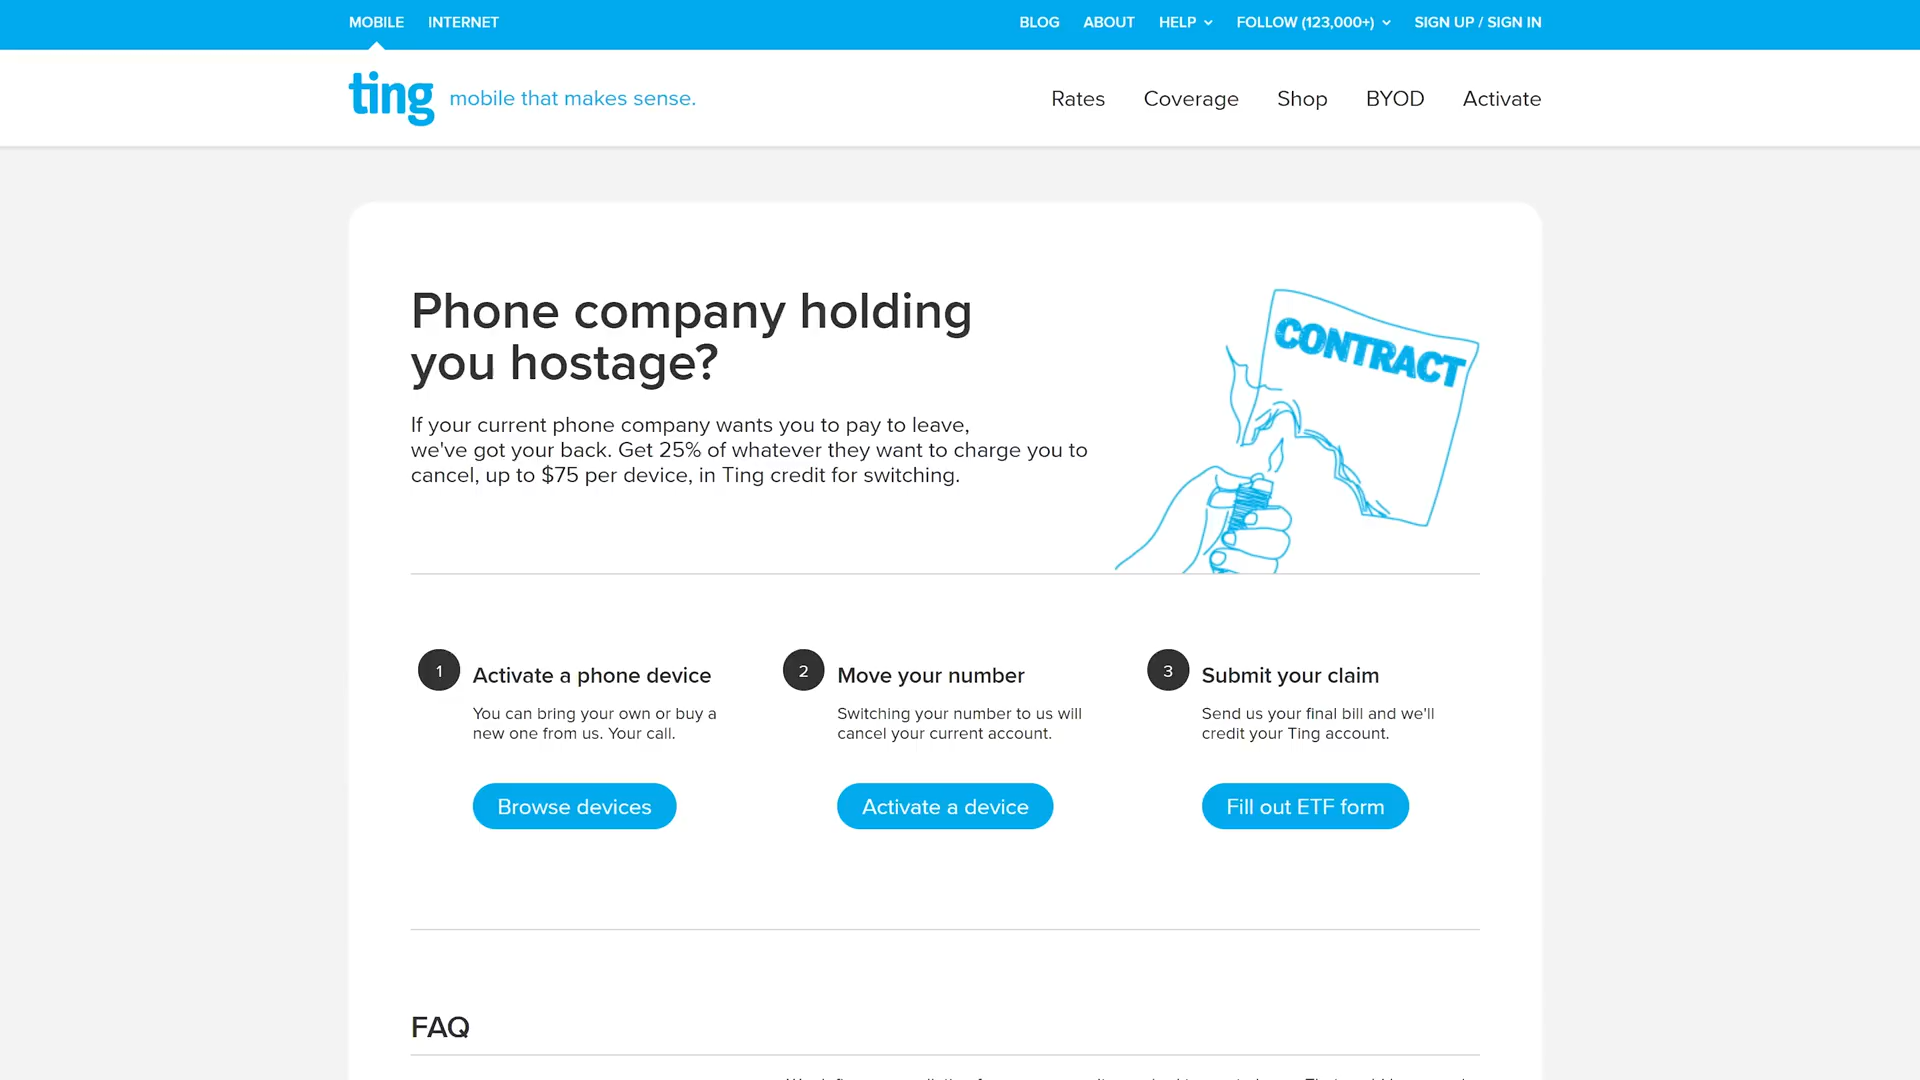 MOBILE INTERNET BLOG ABOUT HELP FOLLOW (123,000+) SIGN UP / SIGN IN
ting mobile that makes sense. Rates Coverage Shop BYOD Activate
Phone company holding
you hostage?
CONTRACT
If your current phone company wants you to pay to leave,
we've got your back. Get 25% of whatever they want to charge you to
cancel, up to $75 per device, in Ting credit for switching.
1 Activate a phone device
You can bring your own or buy a
new one from us. Your call.
Browse devices
2 Move your number
Switching your number to us will
cancel your current account.
Activate a device
3 Submit your claim
Send us your final bill and we'll
credit your Ting account.
Fill out ETF form
FAQ